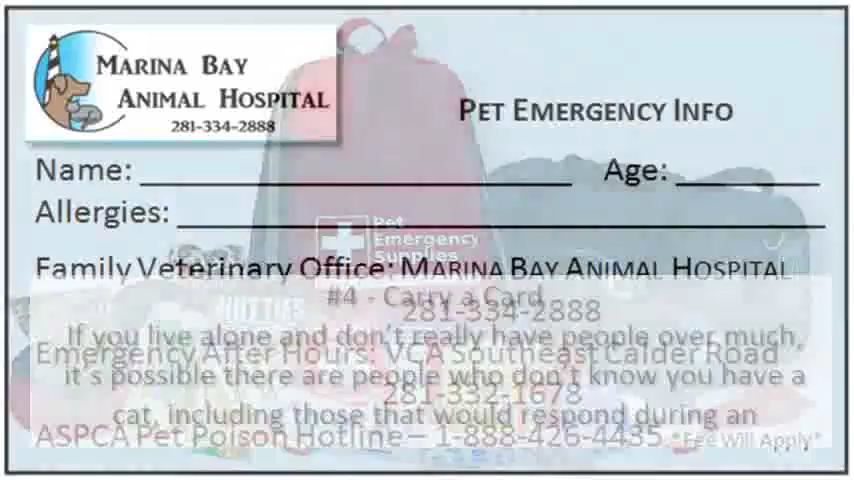 MARINA BAY
ANIMAL HOSPITAL
281-334-2888
PET EMERGENCY INFO
Name: Age:
Allergies:
Pet
Emergency
Supplies
Family Veterinary Office: MARINA BAY ANIMAL HOSPITAL
#4 - Carry a Card
281-334-2888
If you live alone and don't really have people over much,
Emergency After Hours: VCA Southeast Calder Road
it's possible there are people who don't know you have a
281-332-1678
cat, including those that would respond during an
ASPCA Pet Poison Hotline – 1-888-426-4435 *Fee Will Apply*